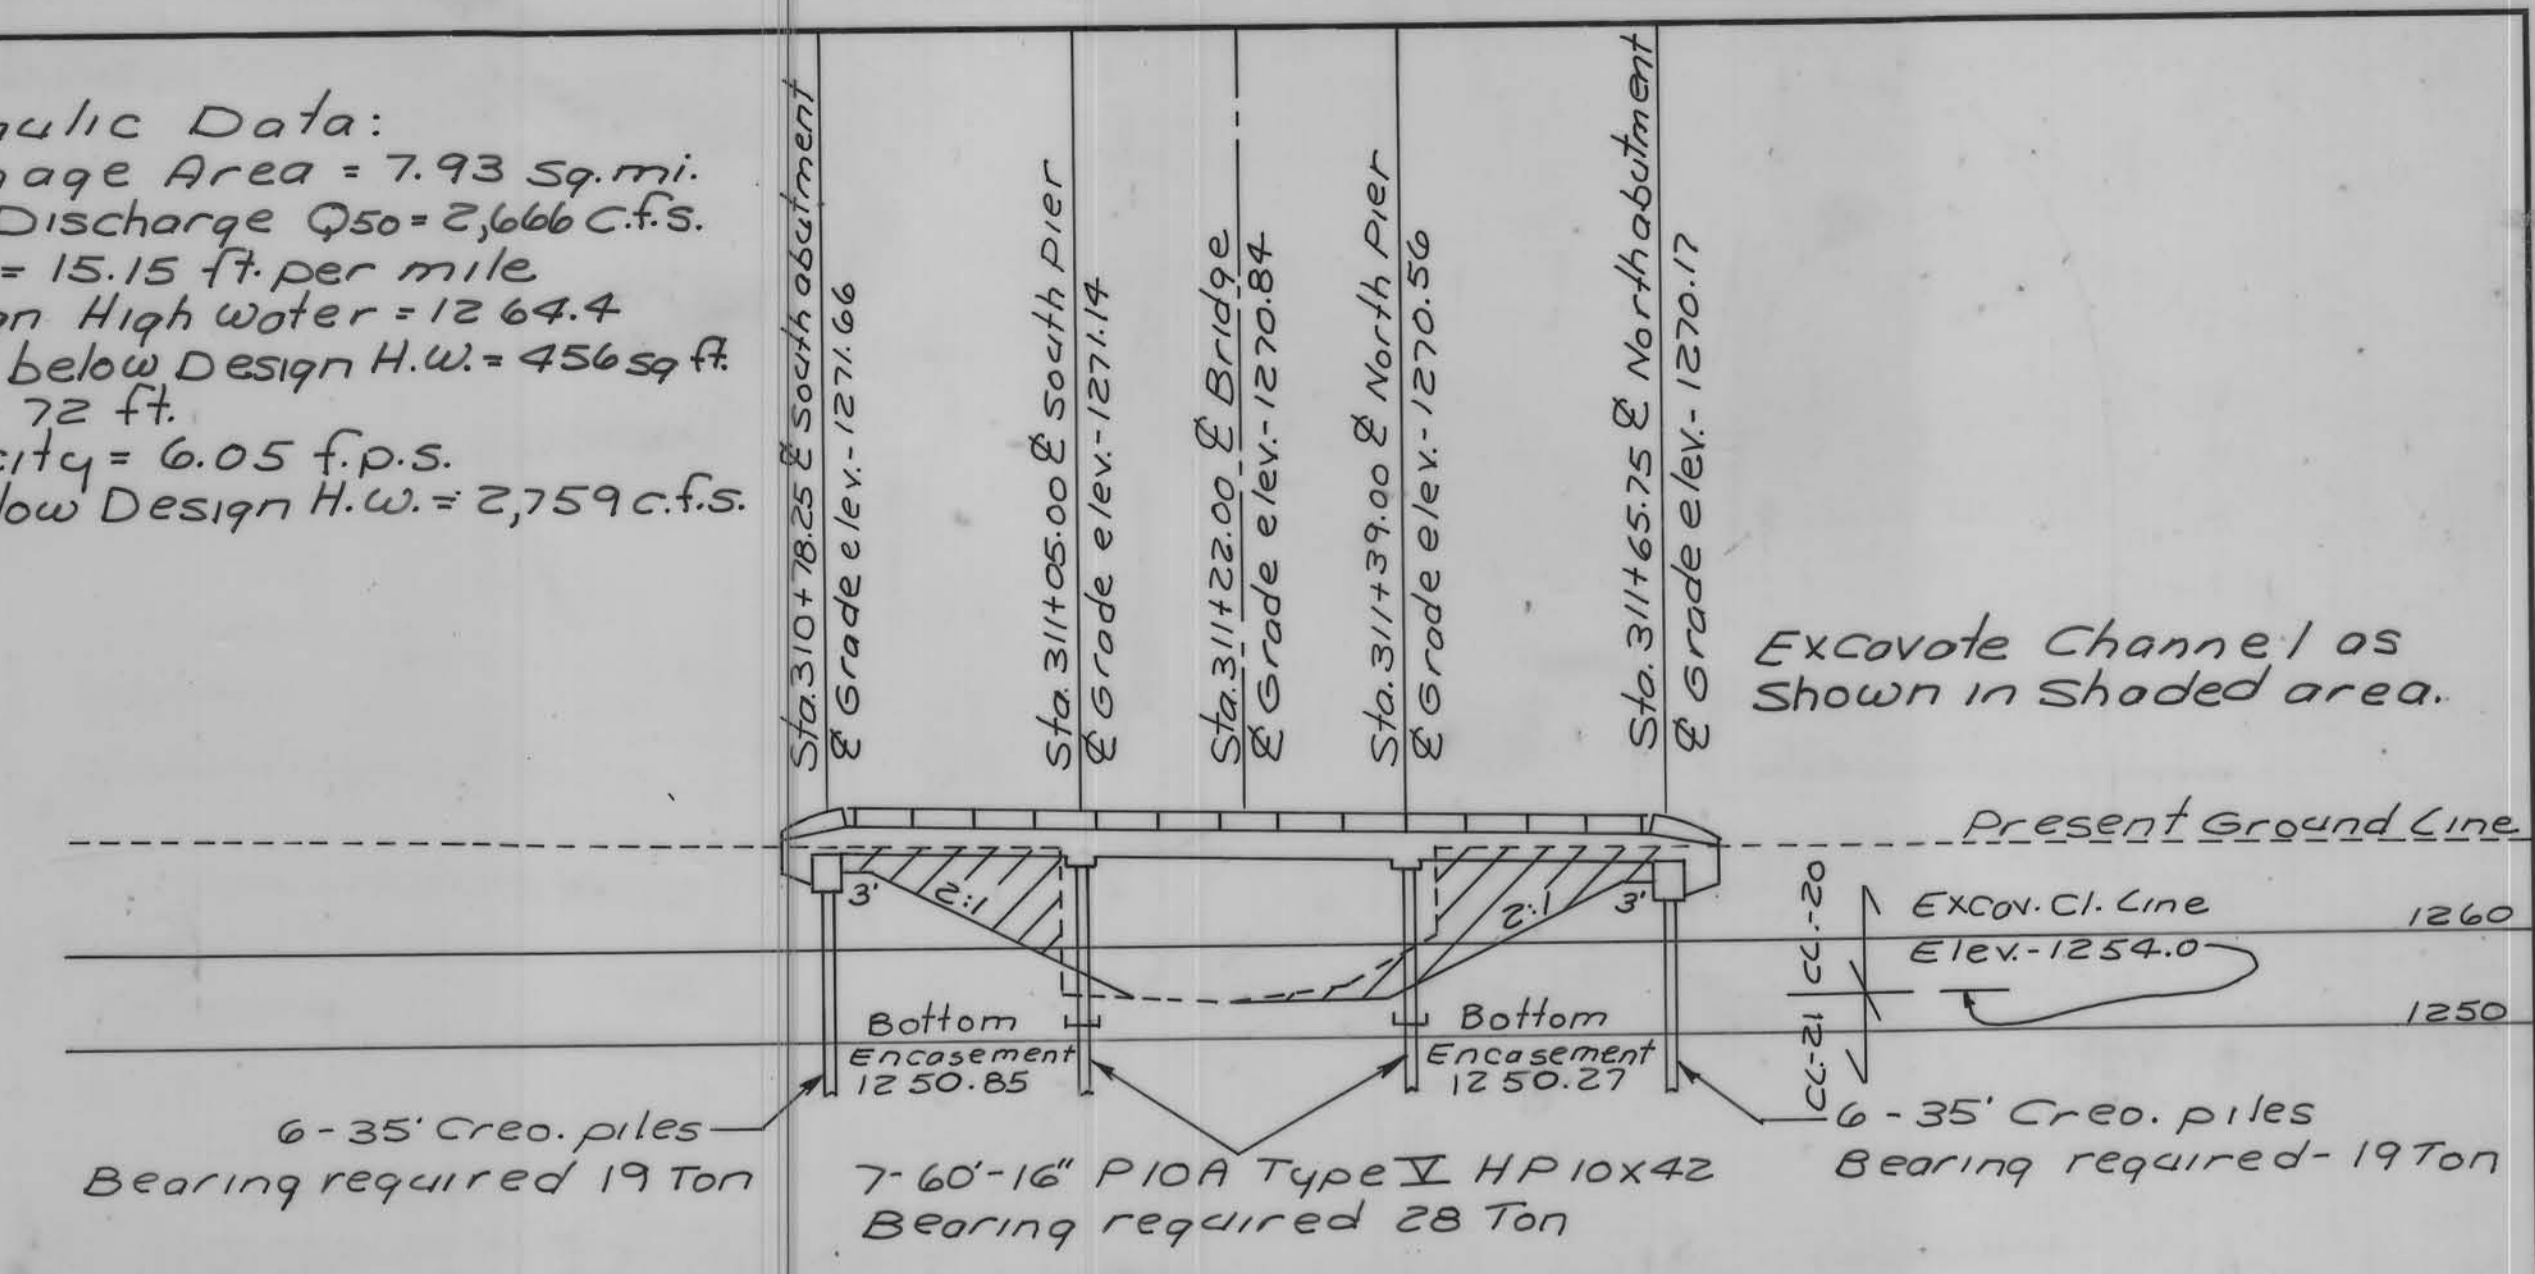 ulic Data:
age Area = 7.93 Sq.mi.
Discharge Q50 = 2,666 C.f.s.
= 15.15 ft. per mile
n High water = 1264.4
below Design H.W. = 456 sq ft.
72 ft.
city = 6.05 f.p.s.
low Design H.W. = 2,759 c.f.s.
Sta. 310+78.25 ℄ South abutment
℄ Grade elev.-1271.66
Sta. 311+05.00 ℄ South pier
℄ Grade elev.-1271.14
Sta. 311+22.00 ℄ Bridge
℄ Grade elev.-1270.84
Sta. 311+39.00 ℄ North pier
℄ Grade elev.-1270.56
Sta. 311+65.75 ℄ North abutment
℄ Grade elev.-1270.17
Excavate Channel as
Shown in Shaded area.
Present Ground Line
3'
2:1
2:1
3'
CL.-20
CL.-21
Excav. Cl. Line
Elev.-1254.0
1260
1250
Bottom
Encasement
1250.85
Bottom
Encasement
1250.27
6-35' Creo. piles
Bearing required 19 Ton
7-60'-16" P10A Type V HP 10x42
Bearing required 28 Ton
6-35' Creo. piles
Bearing required-19 Ton